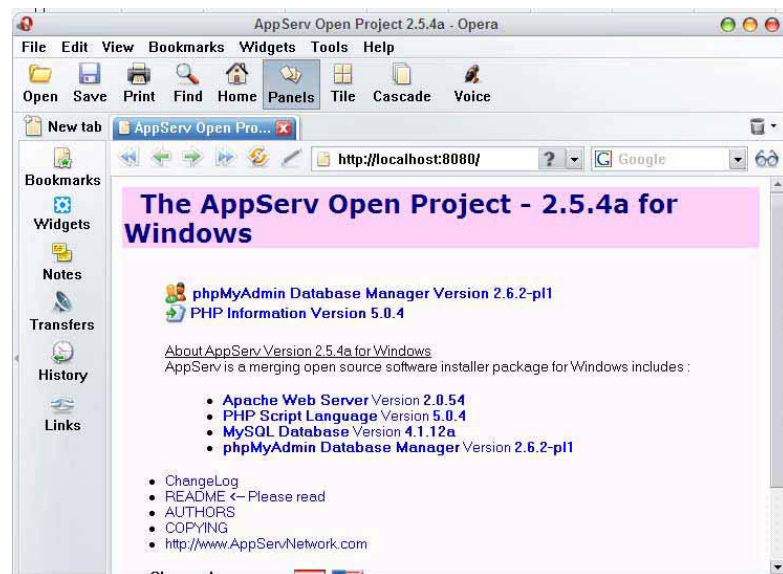 AppServ Open Project 2.5.4a - Opera
File Edit View Bookmarks Widgets Tools Help
Open Save Print Find Home Panels Tile Cascade Voice
New tab AppServ Open Pro...
http://localhost:8080/ ? G Google
Bookmarks
Widgets
Notes
Transfers
History
Links
The AppServ Open Project - 2.5.4a for
Windows
phpMyAdmin Database Manager Version 2.6.2-pl1
PHP Information Version 5.0.4
About AppServ Version 2.5.4a for Windows
AppServ is a merging open source software installer package for Windows includes :
• Apache Web Server Version 2.0.54
• PHP Script Language Version 5.0.4
• MySQL Database Version 4.1.12a
• phpMyAdmin Database Manager Version 2.6.2-pl1
• ChangeLog
• README <-- Please read
• AUTHORS
• COPYING
• http://www.AppServNetwork.com